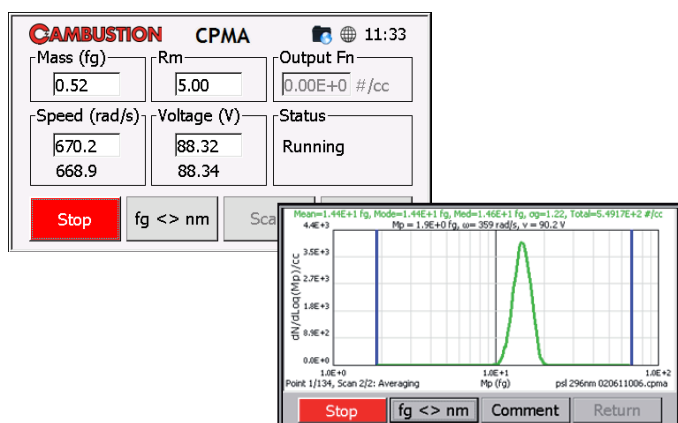 CAMBUSTION CPMA 11:33
Mass (fg) Rm Output Fn
0.52 5.00 0.00E+0 #/cc
Speed (rad/s) Voltage (V) Status
670.2 88.32 Running
668.9 88.34
Stop fg <> nm Sca
Mean=1.44E+1 fg, Mode=1.44E+1 fg, Med=1.46E+1 fg, σg=1.22, Total=5.4917E+2 #/cc
4.4E+3 Mp = 1.9E+0 fg, ω= 359 rad/s, v = 90.2 V
3.5E+3
2.7E+3
1.8E+3
8.9E+2
0.0E+0
dN/dLog(Mp)/cc
1.0E+0 1.0E+1 1.0E+2
Point 1/134, Scan 2/2: Averaging Mp (fg) psl 296nm 020611006.cpma
Stop fg <> nm Comment Return